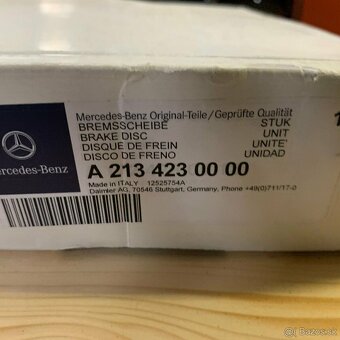 Mercedes-Benz Original-Teile/Geprüfte Qualität
BREMSSCHEIBE STUK
BRAKE DISC UNIT
DISQUE DE FREIN UNITE'
DISCO DE FRENO UNIDAD
ercedes-Benz
A 213 423 00 00
Made in ITALY 12525754A
Daimler AG, 70546 Stuttgart, Germany, Phone +49(0)711/17-0
Bazos.sk